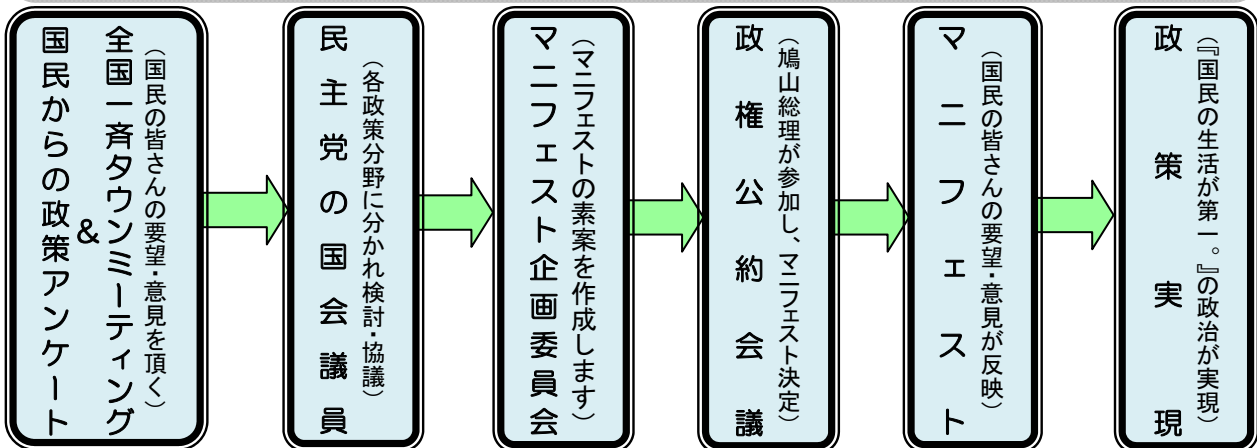 （国民の皆さんの要望・意見を頂く）
全国一斉タウンミーティング
&
国民からの政策アンケート
（各政策分野に分かれ検討・協議）
民主党の国会議員
（マニフェストの素案を作成します）
マニフェスト企画委員会
（鳩山総理が参加し、マニフェスト決定）
政権公約会議
（国民の皆さんの要望・意見が反映）
マニフェスト
（『国民の生活が第一。』の政治が実現）
政策実現